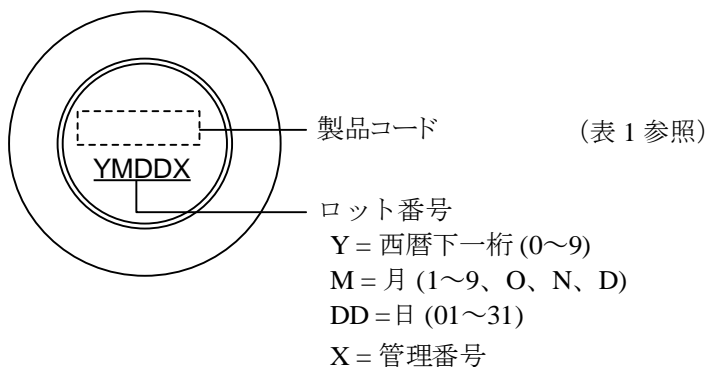 製品コード (表 1 参照)
YMDDX
ロット番号
Y = 西暦下一桁 (0～9)
M = 月 (1～9、O、N、D)
DD =日 (01～31)
X = 管理番号